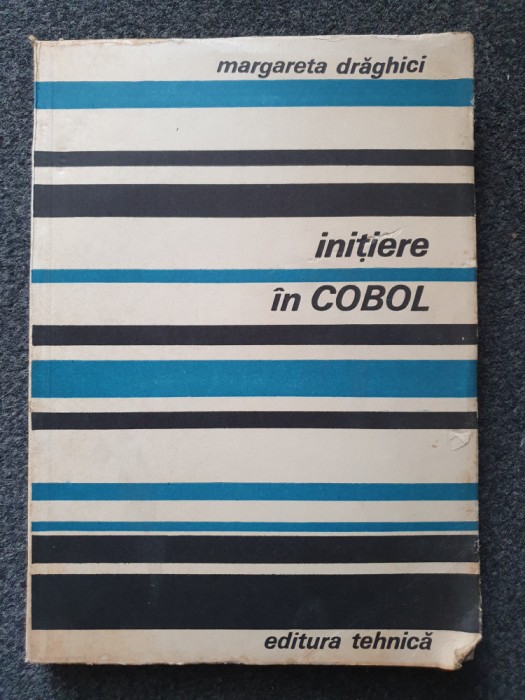 margareta drăghici
inițiere
în COBOL
editura tehnică